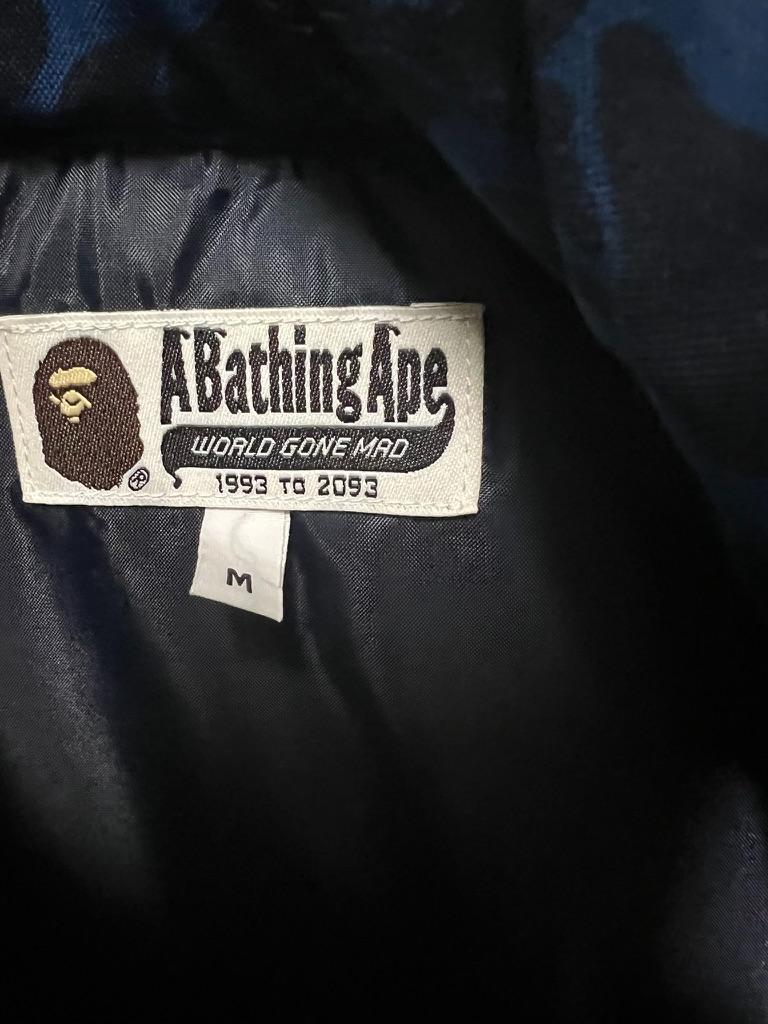 A Bathing Ape
WORLD GONE MAD
1993 TO 2093
®
M